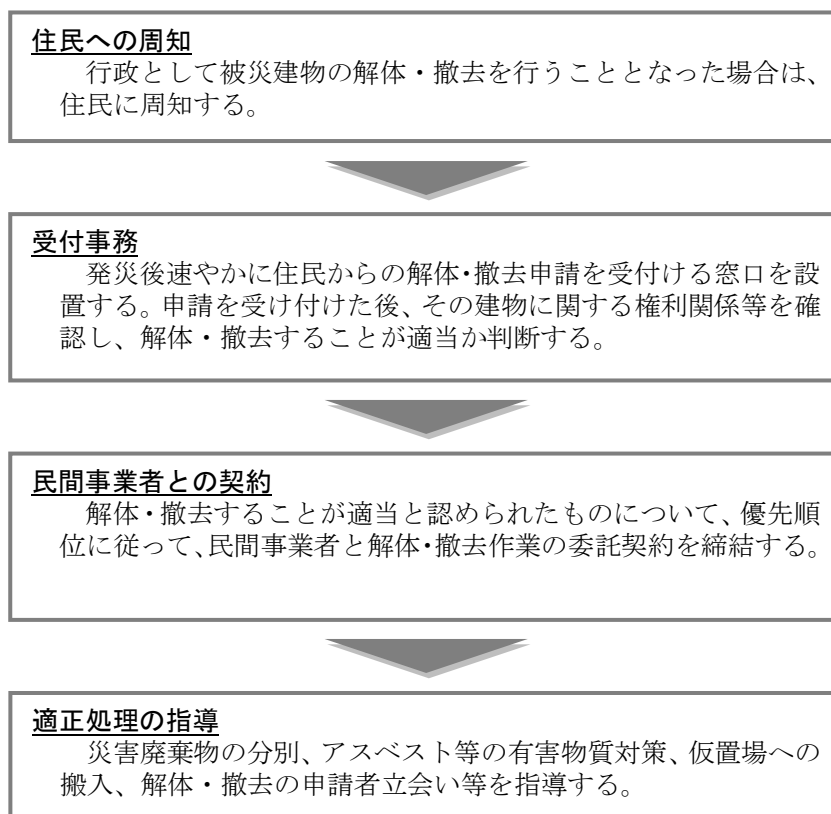 住民への周知
行政として被災建物の解体・撤去を行うこととなった場合は、
住民に周知する。
受付事務
発災後速やかに住民からの解体・撤去申請を受付ける窓口を設
置する。申請を受け付けた後、その建物に関する権利関係等を確
認し、解体・撤去することが適当か判断する。
民間事業者との契約
解体・撤去することが適当と認められたものについて、優先順
位に従って、民間事業者と解体・撤去作業の委託契約を締結する。
適正処理の指導
災害廃棄物の分別、アスベスト等の有害物質対策、仮置場への
搬入、解体・撤去の申請者立会い等を指導する。